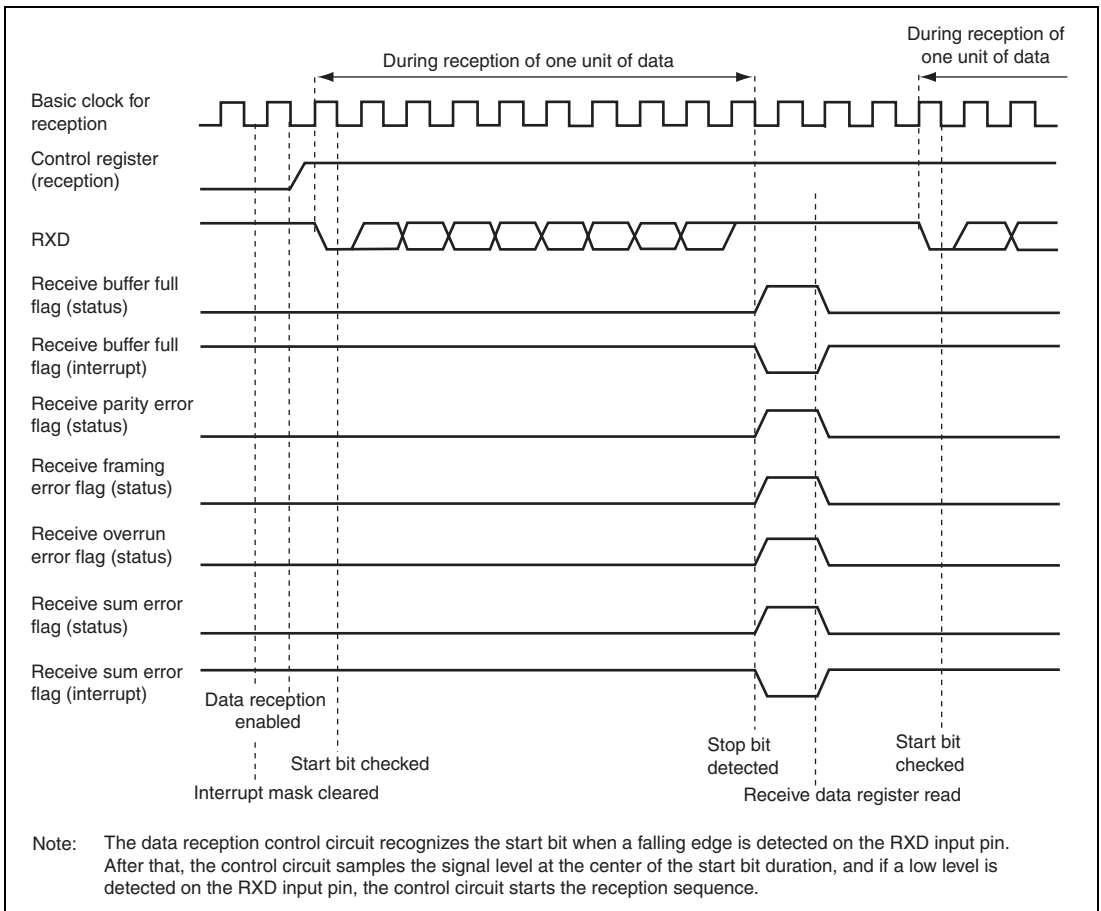 During reception of
one unit of data
During reception of one unit of data
Basic clock for
reception
Control register
(reception)
RXD
Receive buffer full
flag (status)
Receive buffer full
flag (interrupt)
Receive parity error
flag (status)
Receive framing
error flag (status)
Receive overrun
error flag (status)
Receive sum error
flag (status)
Receive sum error
flag (interrupt)
Data reception
enabled
Start bit checked
Interrupt mask cleared
Stop bit
detected
Start bit
checked
Receive data register read
Note: The data reception control circuit recognizes the start bit when a falling edge is detected on the RXD input pin.
After that, the control circuit samples the signal level at the center of the start bit duration, and if a low level is
detected on the RXD input pin, the control circuit starts the reception sequence.